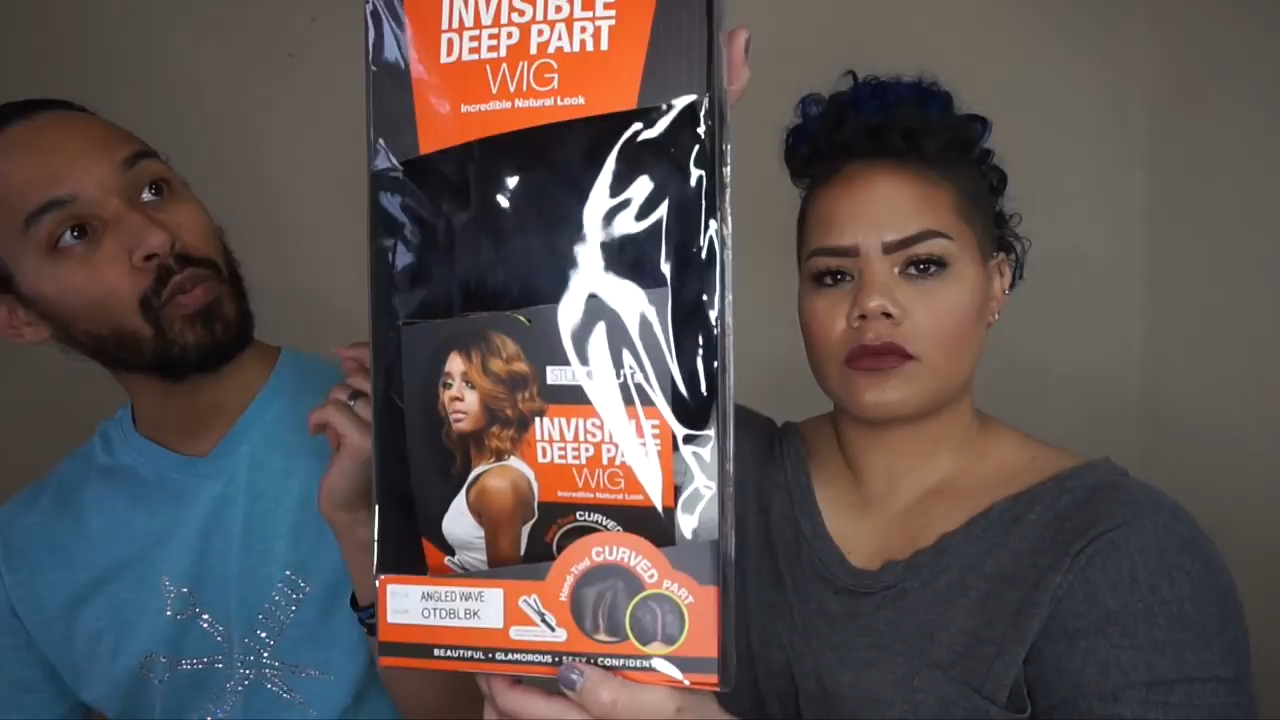 INVISIBLE
DEEP PART
WIG
Incredible Natural Look
INVISIBLE
DEEP
WIG
Incredible Natural Look
CURVED
Hand-Tied CURVED PART
ANGLED WAVE
OTDBLBK
BEAUTIFUL • GLAMOROUS • SEXY • CONFIDENT